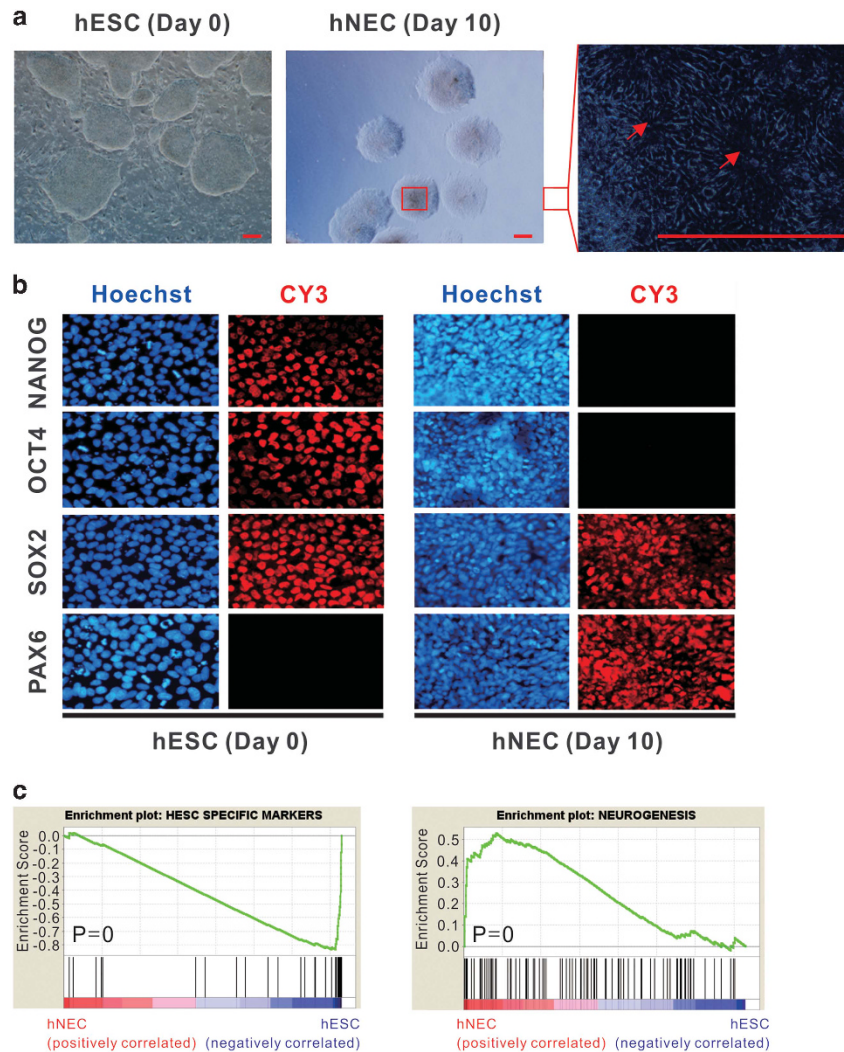 a
hESC (Day 0)
hNEC (Day 10)
b
Hoechst
CY3
Hoechst
CY3
NANOG
OCT4
SOX2
PAX6
hESC (Day 0)
hNEC (Day 10)
c
Enrichment plot: HESC SPECIFIC MARKERS
Enrichment Score
0.0
-0.1
-0.2
-0.3
-0.4
-0.5
-0.6
-0.7
-0.8
P=0
hNEC
(positively correlated)
hESC
(negatively correlated)
Enrichment plot: NEUROGENESIS
Enrichment Score
0.5
0.4
0.3
0.2
0.1
0.0
P=0
hNEC
(positively correlated)
hESC
(negatively correlated)